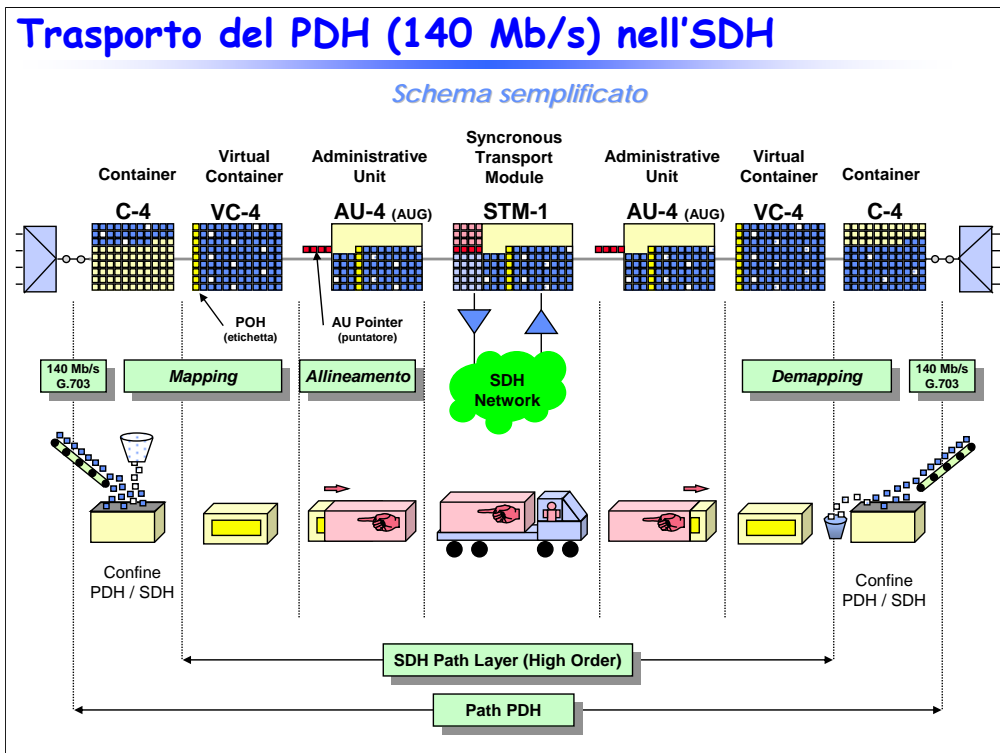 Trasporto del PDH (140 Mb/s) nell'SDH
Schema semplificato
Container
Virtual
Container
Administrative
Unit
Syncronous
Transport
Module
Administrative
Unit
Virtual
Container
Container
C-4
VC-4
AU-4 (AUG)
STM-1
AU-4 (AUG)
VC-4
C-4
POH
(etichetta)
AU Pointer
(puntatore)
140 Mb/s
G.703
Mapping
Allineamento
SDH
Network
Demapping
140 Mb/s
G.703
Confine
PDH / SDH
Confine
PDH / SDH
SDH Path Layer (High Order)
Path PDH